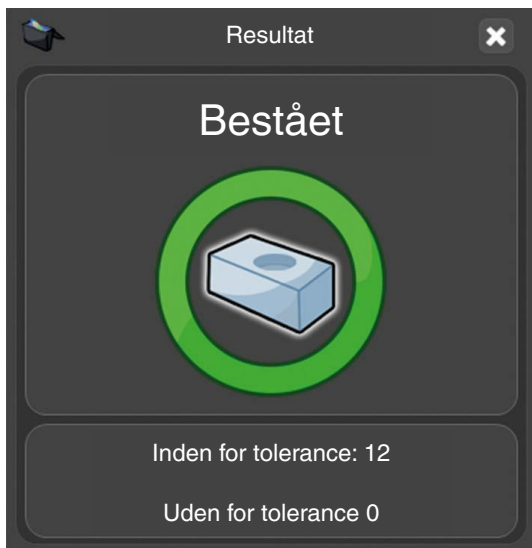 Resultat
Bestået
Inden for tolerance: 12
Uden for tolerance 0